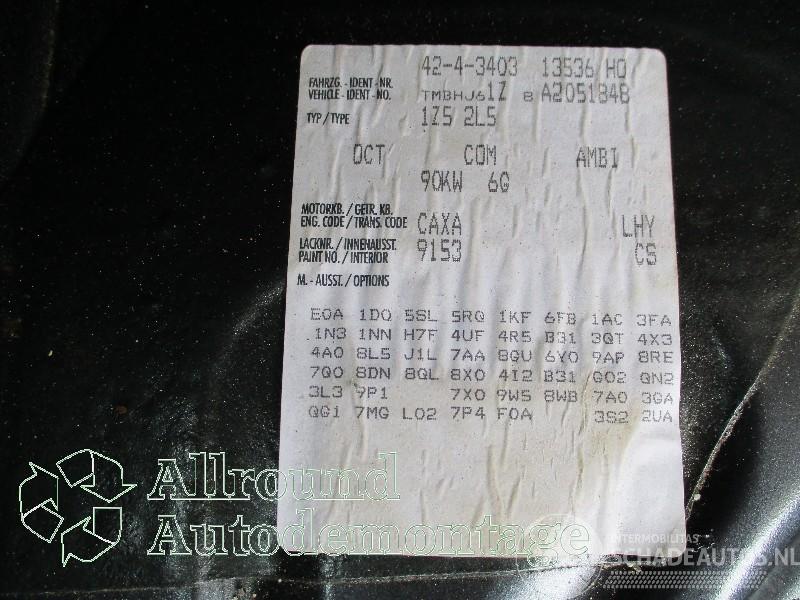 42-4-3403 13536 HO
FAHRZG.-IDENT-NR.
VEHICLE-IDENT-NO. TMBHJ61Z 8 A2051848
TYP/TYPE 1Z5 2L5
OCT COM AMBI
90KW 6G
MOTORKB./GETR.KB.
ENG. CODE/TRANS. CODE CAXA LHY
LACKNR./INNENAUSST.
PAINT NO./INTERIOR 9153 CS
M.-AUSST./OPTIONS
E0A 1D0 5SL 5RQ 1KF 6FB 1AC 3FA
1N3 1NN H7F 4UF 4R5 B31 3QT 4X3
4A0 8L5 J1L 7AA 8GU 6Y0 9AP 8RE
7Q0 8DN 8QL 8X0 4I2 B31 G02 QN2
3L3 9P1 7X0 9W5 8WB 7A0 3GA
QG1 7MG L02 7P4 F0A 3S2 2UA
Allround
Autodemontage
INTERMOBILITAS
SCHADEAUTOS.NL